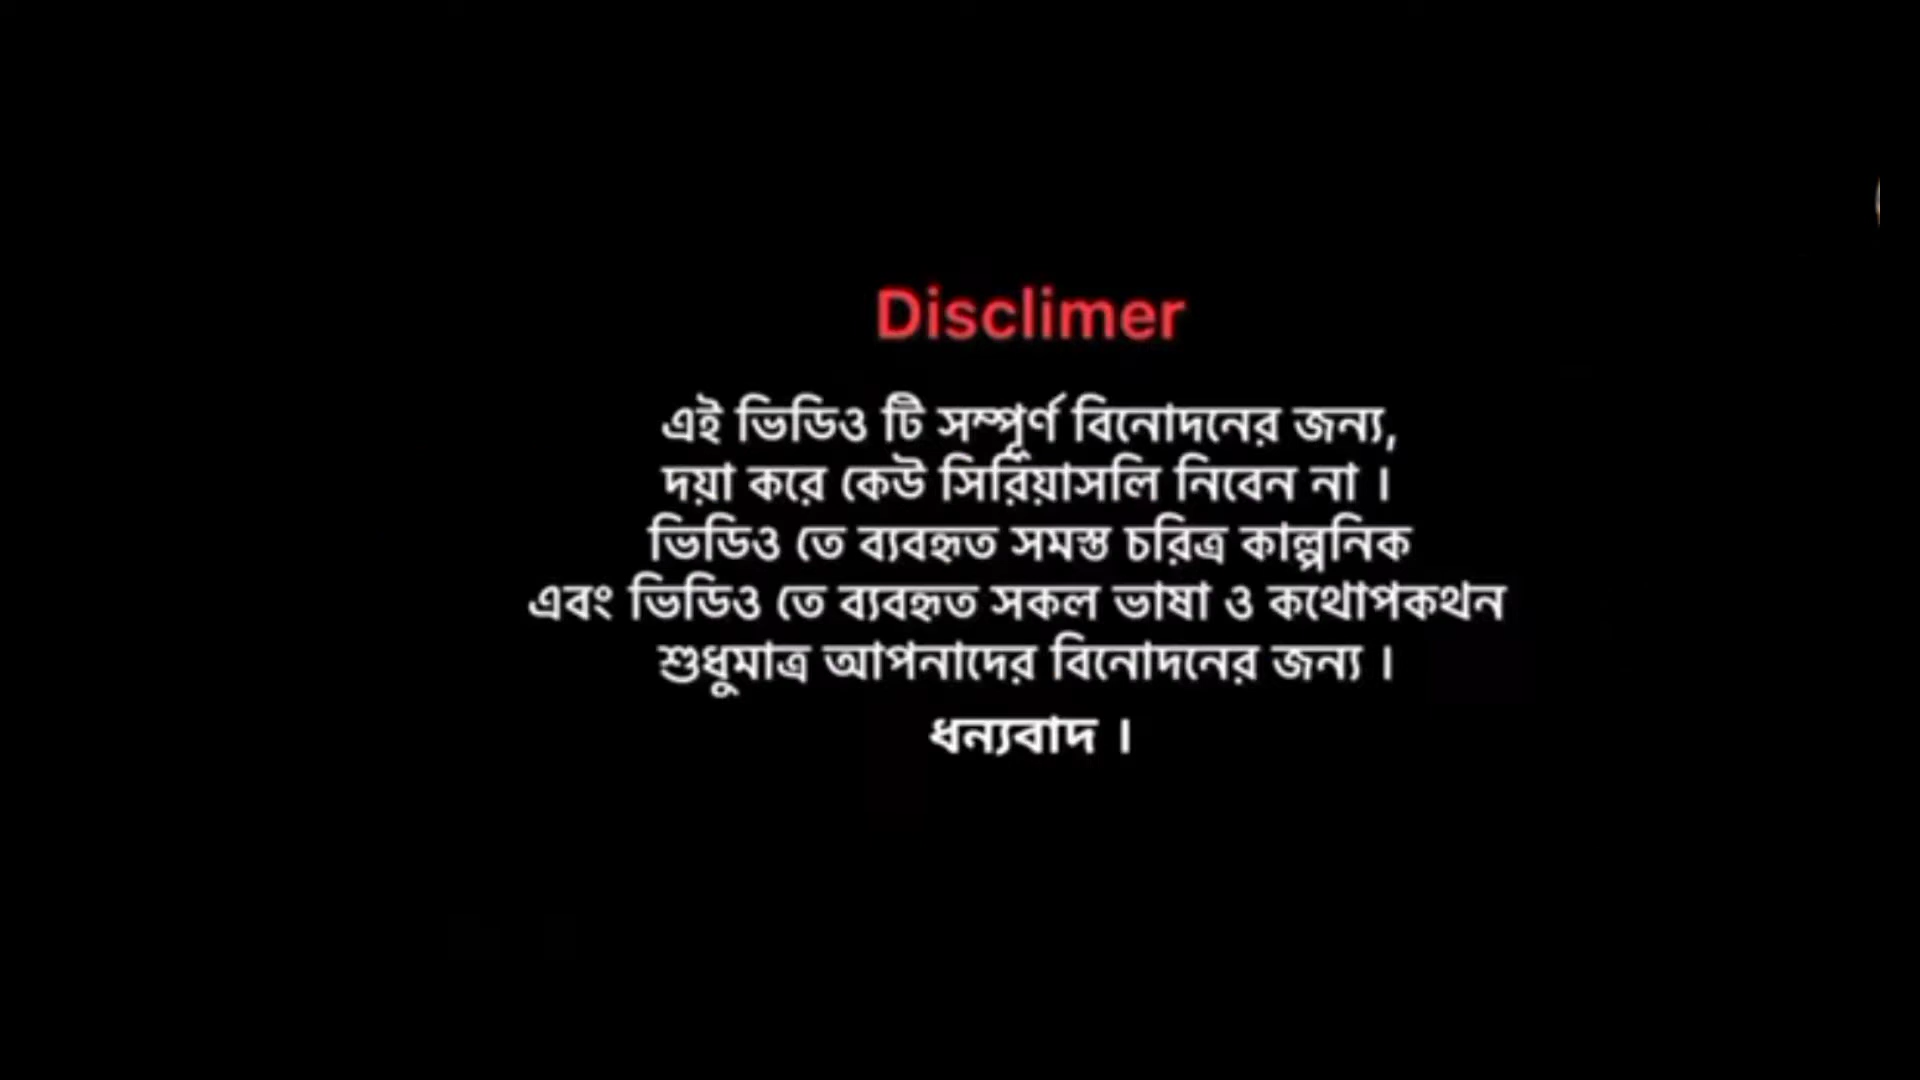 Disclimer
এই ভিডিও টি সম্পূর্ণ বিনোদনের জন্য,
দয়া করে কেউ সিরিয়াসলি নিবেন না ।
ভিডিও তে ব্যবহৃত সমস্ত চরিত্র কাল্পনিক
এবং ভিডিও তে ব্যবহৃত সকল ভাষা ও কথোপকথন
শুধুমাত্র আপনাদের বিনোদনের জন্য ।
ধন্যবাদ ।